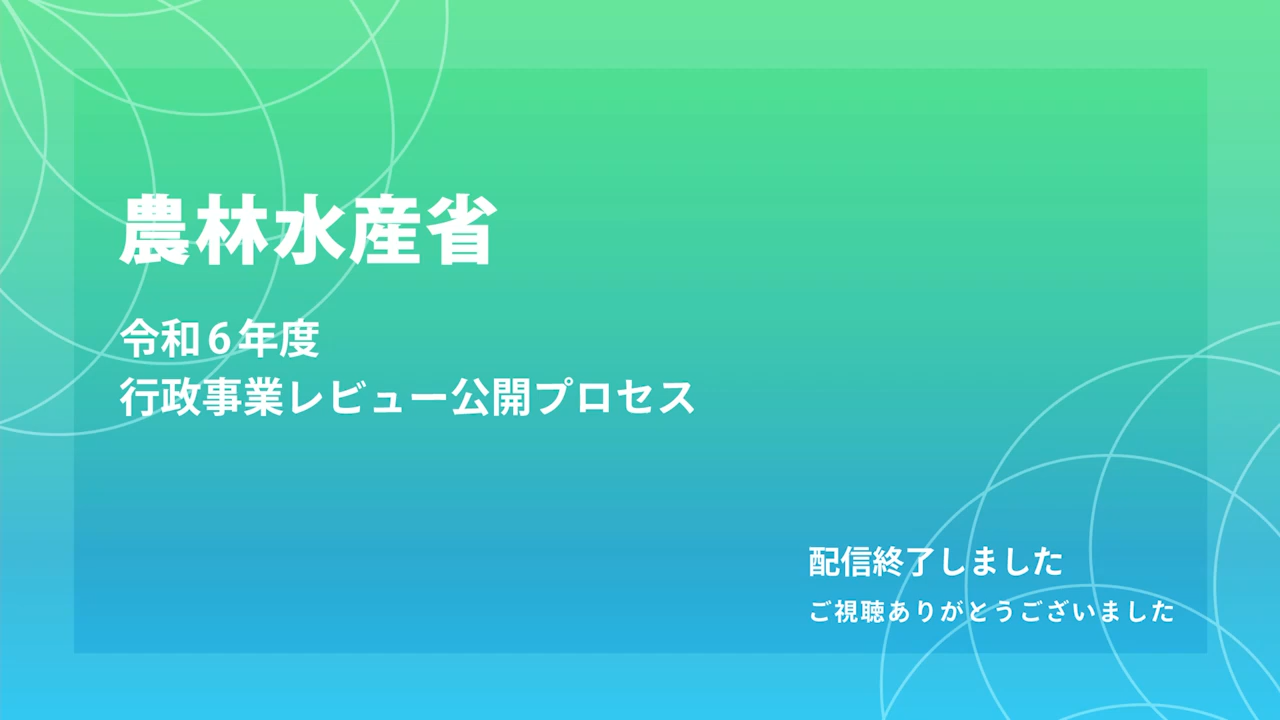 農林水産省
令和６年度
行政事業レビュー公開プロセス
配信終了しました
ご視聴ありがとうございました